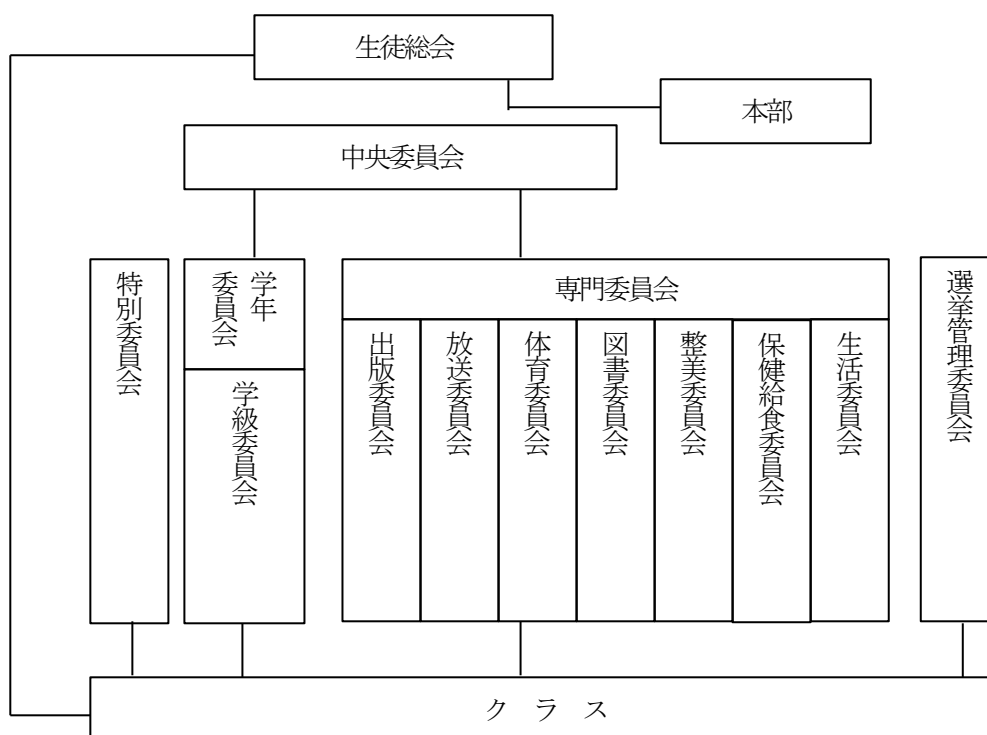 生徒総会
本部
中央委員会
特別委員会
学年
委員会
学級委員会
専門委員会
出版委員会
放送委員会
体育委員会
図書委員会
整美委員会
保健給食委員会
生活委員会
選挙管理委員会
クラス